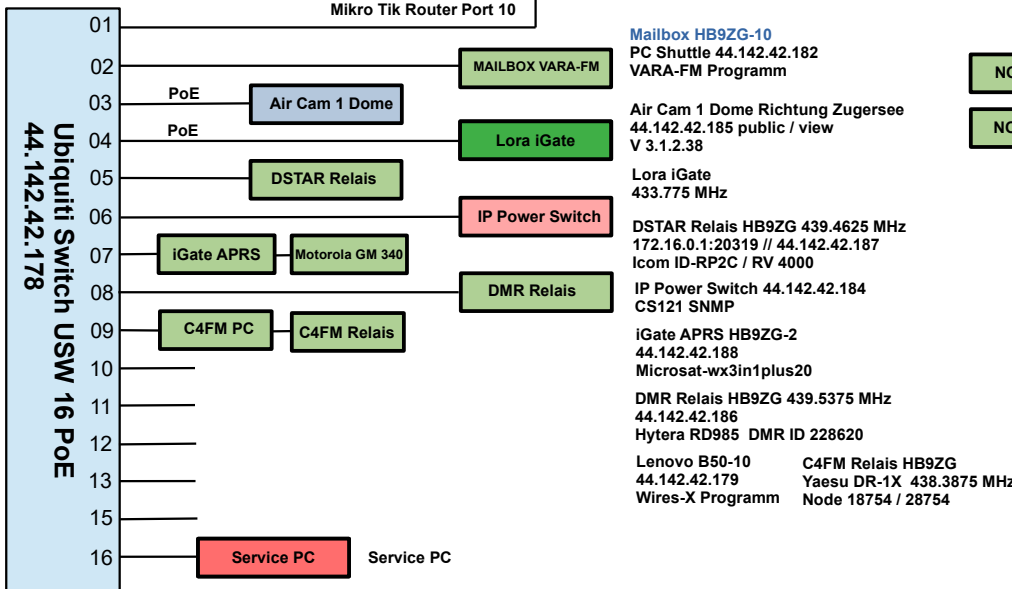 Mikro Tik Router Port 10
Ubiquiti Switch USW 16 PoE
44.142.42.178
01
02
MAILBOX VARA-FM
03
PoE
Air Cam 1 Dome
04
PoE
Lora iGate
05
DSTAR Relais
06
IP Power Switch
07
iGate APRS
Motorola GM 340
08
DMR Relais
09
C4FM PC
C4FM Relais
10
11
12
13
15
16
Service PC
Service PC
Mailbox HB9ZG-10
PC Shuttle 44.142.42.182
VARA-FM Programm
Air Cam 1 Dome Richtung Zugersee
44.142.42.185 public / view
V 3.1.2.38
Lora iGate
433.775 MHz
DSTAR Relais HB9ZG 439.4625 MHz
172.16.0.1:20319 // 44.142.42.187
Icom ID-RP2C / RV 4000
IP Power Switch 44.142.42.184
CS121 SNMP
iGate APRS HB9ZG-2
44.142.42.188
Microsat-wx3in1plus20
DMR Relais HB9ZG 439.5375 MHz
44.142.42.186
Hytera RD985 DMR ID 228620
Lenovo B50-10
44.142.42.179
Wires-X Programm
C4FM Relais HB9ZG
Yaesu DR-1X 438.3875 MHz
Node 18754 / 28754